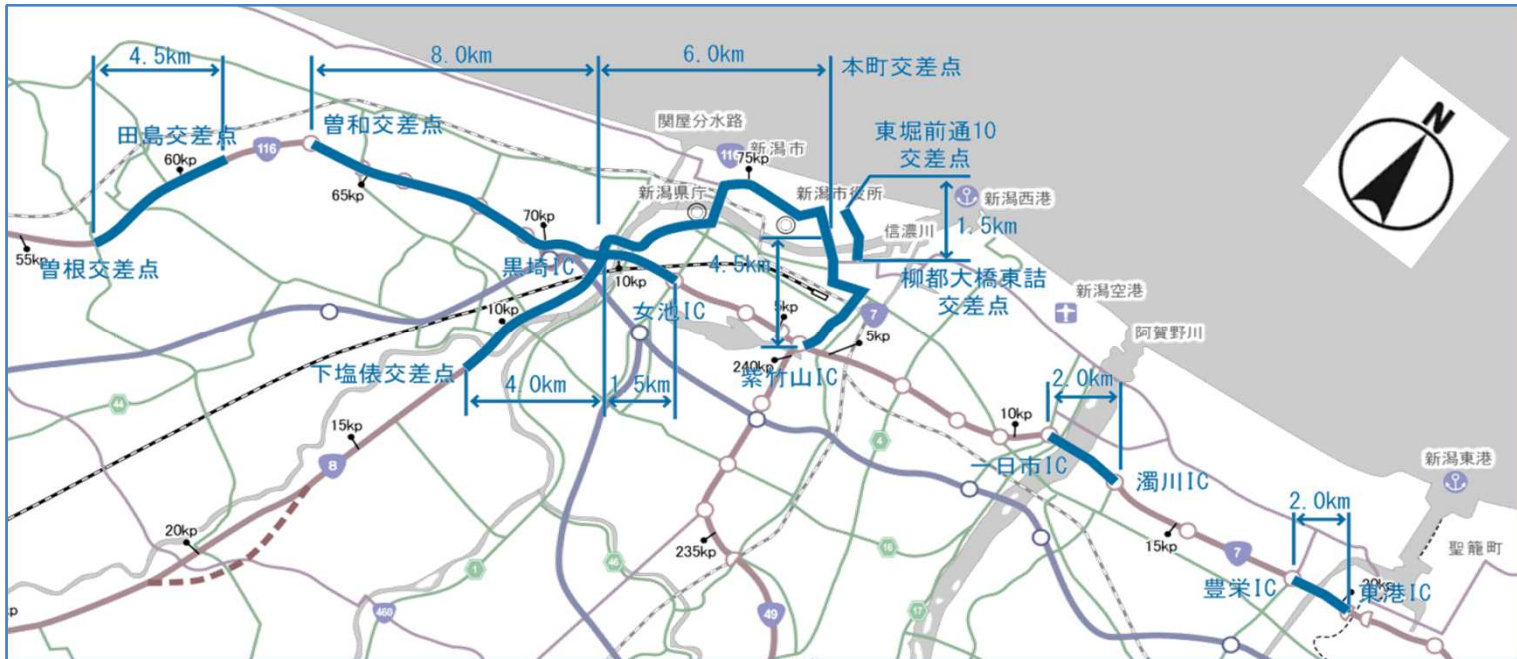 4.5km
8.0km
6.0km
本町交差点
田島交差点
曽和交差点
関屋分水路
東堀前通10
交差点
N
116
60kp
116
新潟市
75kp
65kp
新潟県庁
新潟市役所
新潟西港
1.5km
70kp
信濃川
55kp
曽根交差点
黒埼IC
10kp
4.5km
柳都大橋東詰
交差点
新潟空港
10kp
女池IC
5kp
7
5kp
阿賀野川
下塩俵交差点
240kp
紫竹山IC
4.0km
1.5km
2.0km
44
15kp
10kp
4
8
一日市IC
濁川IC
新潟東港
2.0km
20kp
235kp
16
15kp
7
聖籠町
1
46
豊栄IC
20kp
東港IC
460
49
17
kp